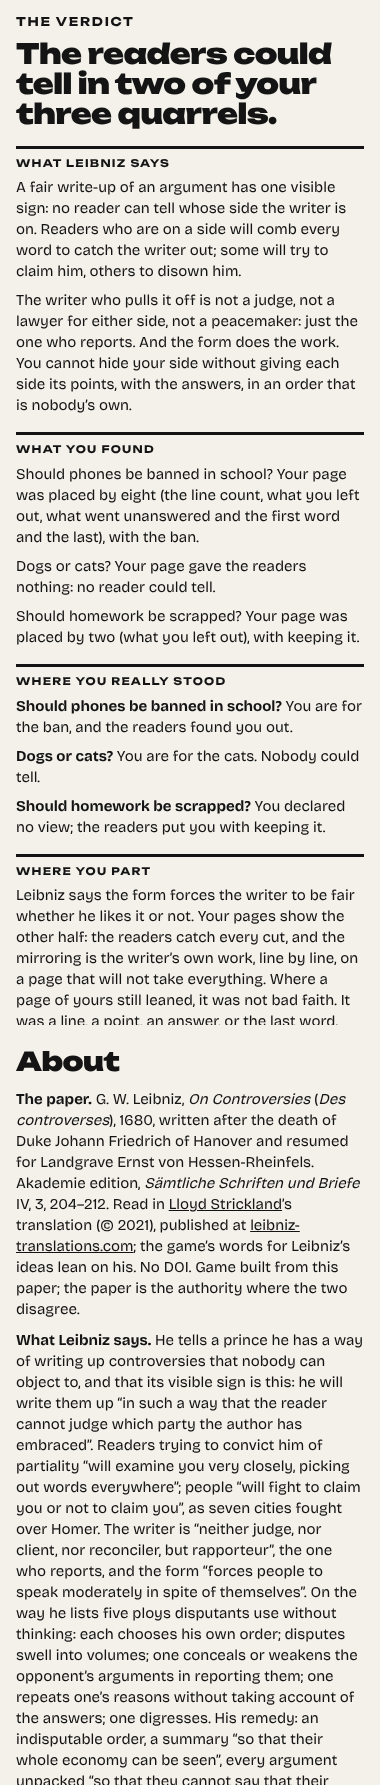 THE VERDICT
The readers could
tell in two of your
three quarrels.
WHAT LEIBNIZ SAYS
A fair write-up of an argument has one visible
sign: no reader can tell whose side the writer is
on. Readers who are on a side will comb every
word to catch the writer out; some will try to
claim him, others to disown him.
The writer who pulls it off is not a judge, not a
lawyer for either side, not a peacemaker: just the
one who reports. And the form does the work.
You cannot hide your side without giving each
side its points, with the answers, in an order that
is nobody’s own.
WHAT YOU FOUND
Should phones be banned in school? Your page
was placed by eight (the line count, what you left
out, what went unanswered and the first word
and the last), with the ban.
Dogs or cats? Your page gave the readers
nothing: no reader could tell.
Should homework be scrapped? Your page was
placed by two (what you left out), with keeping it.
WHERE YOU REALLY STOOD
Should phones be banned in school? You are for
the ban, and the readers found you out.
Dogs or cats? You are for the cats. Nobody could
tell.
Should homework be scrapped? You declared
no view; the readers put you with keeping it.
WHERE YOU PART
Leibniz says the form forces the writer to be fair
whether he likes it or not. Your pages show the
other half: the readers catch every cut, and the
mirroring is the writer’s own work, line by line, on
a page that will not take everything. Where a
page of yours still leaned, it was not bad faith. It
was a line, a point, an answer, or the last word.
About
The paper. G. W. Leibniz, On Controversies (Des
controverses), 1680, written after the death of
Duke Johann Friedrich of Hanover and resumed
for Landgrave Ernst von Hessen-Rheinfels.
Akademie edition, Sämtliche Schriften und Briefe
IV, 3, 204–212. Read in Lloyd Strickland’s
translation (© 2021), published at leibniz-
translations.com; the game’s words for Leibniz’s
ideas lean on his. No DOI. Game built from this
paper; the paper is the authority where the two
disagree.
What Leibniz says. He tells a prince he has a way
of writing up controversies that nobody can
object to, and that its visible sign is this: he will
write them up “in such a way that the reader
cannot judge which party the author has
embraced”. Readers trying to convict him of
partiality “will examine you very closely, picking
out words everywhere”; people “will fight to claim
you or not to claim you”, as seven cities fought
over Homer. The writer is “neither judge, nor
client, nor reconciler, but rapporteur”, the one
who reports, and the form “forces people to
speak moderately in spite of themselves”. On the
way he lists five ploys disputants use without
thinking: each chooses his own order; disputes
swell into volumes; one conceals or weakens the
opponent’s arguments in reporting them; one
repeats one’s reasons without taking account of
the answers; one digresses. His remedy: an
indisputable order, a summary “so that their
whole economy can be seen”, every argument
unpacked “so that they cannot say that their